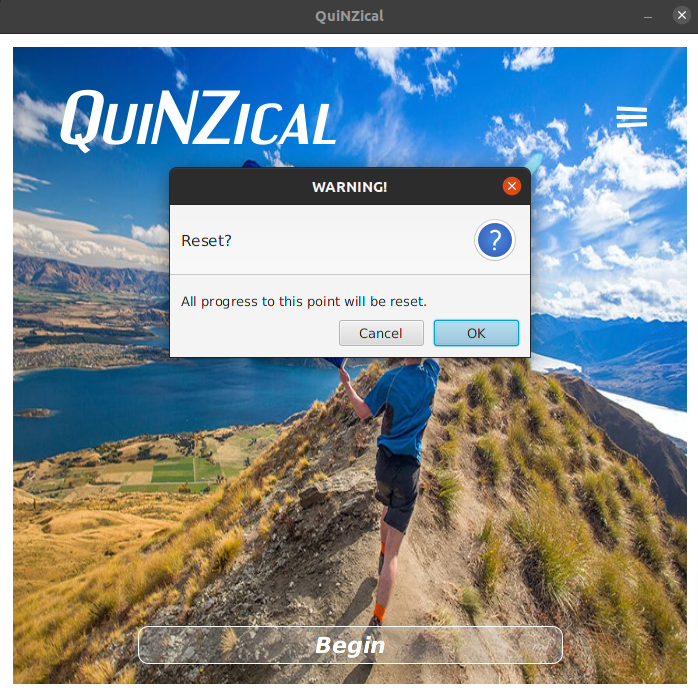 QuiNZical
QUINZICAL
WARNING!
Reset?
All progress to this point will be reset.
Cancel
OK
Begin